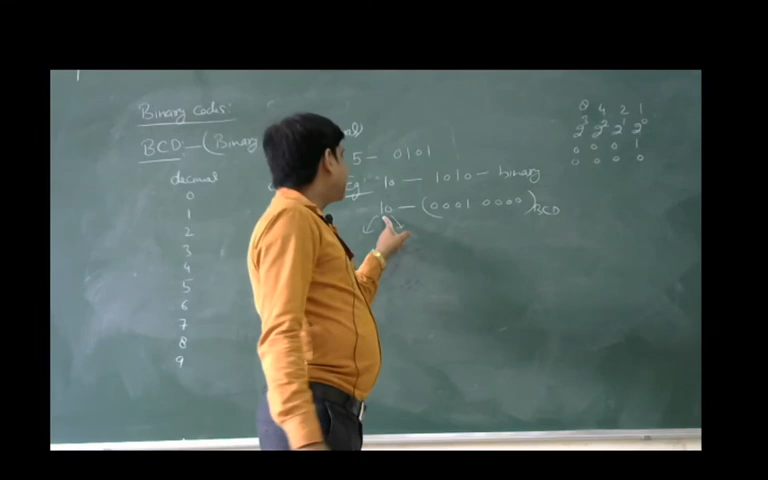 Binary codes:
BCD - (Binary
5 - 0101
decimal
Eg: 10 - 1010 - binary
10 - (0001 0000)BCD
0
1
2
3
4
5
6
7
8
9
8 4 2 1
2³ 2² 2¹ 2⁰
0 0 0 1
0 0 0 0